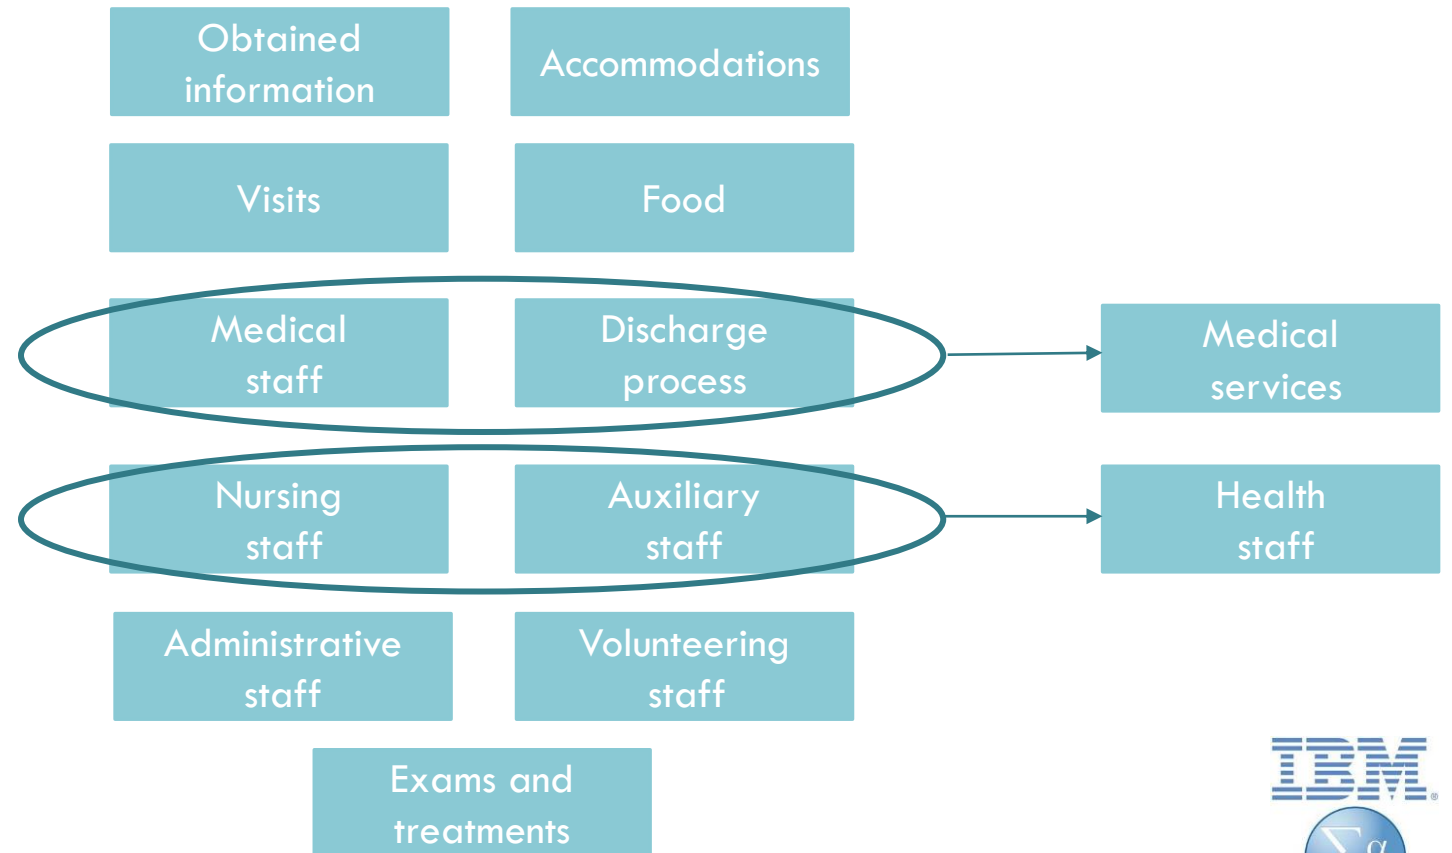 Obtained
information
Accommodations
Visits
Food
Medical
staff
Discharge
process
Medical
services
Nursing
staff
Auxiliary
staff
Health
staff
Administrative
staff
Volunteering
staff
Exams and
treatments
IBM®
Σα